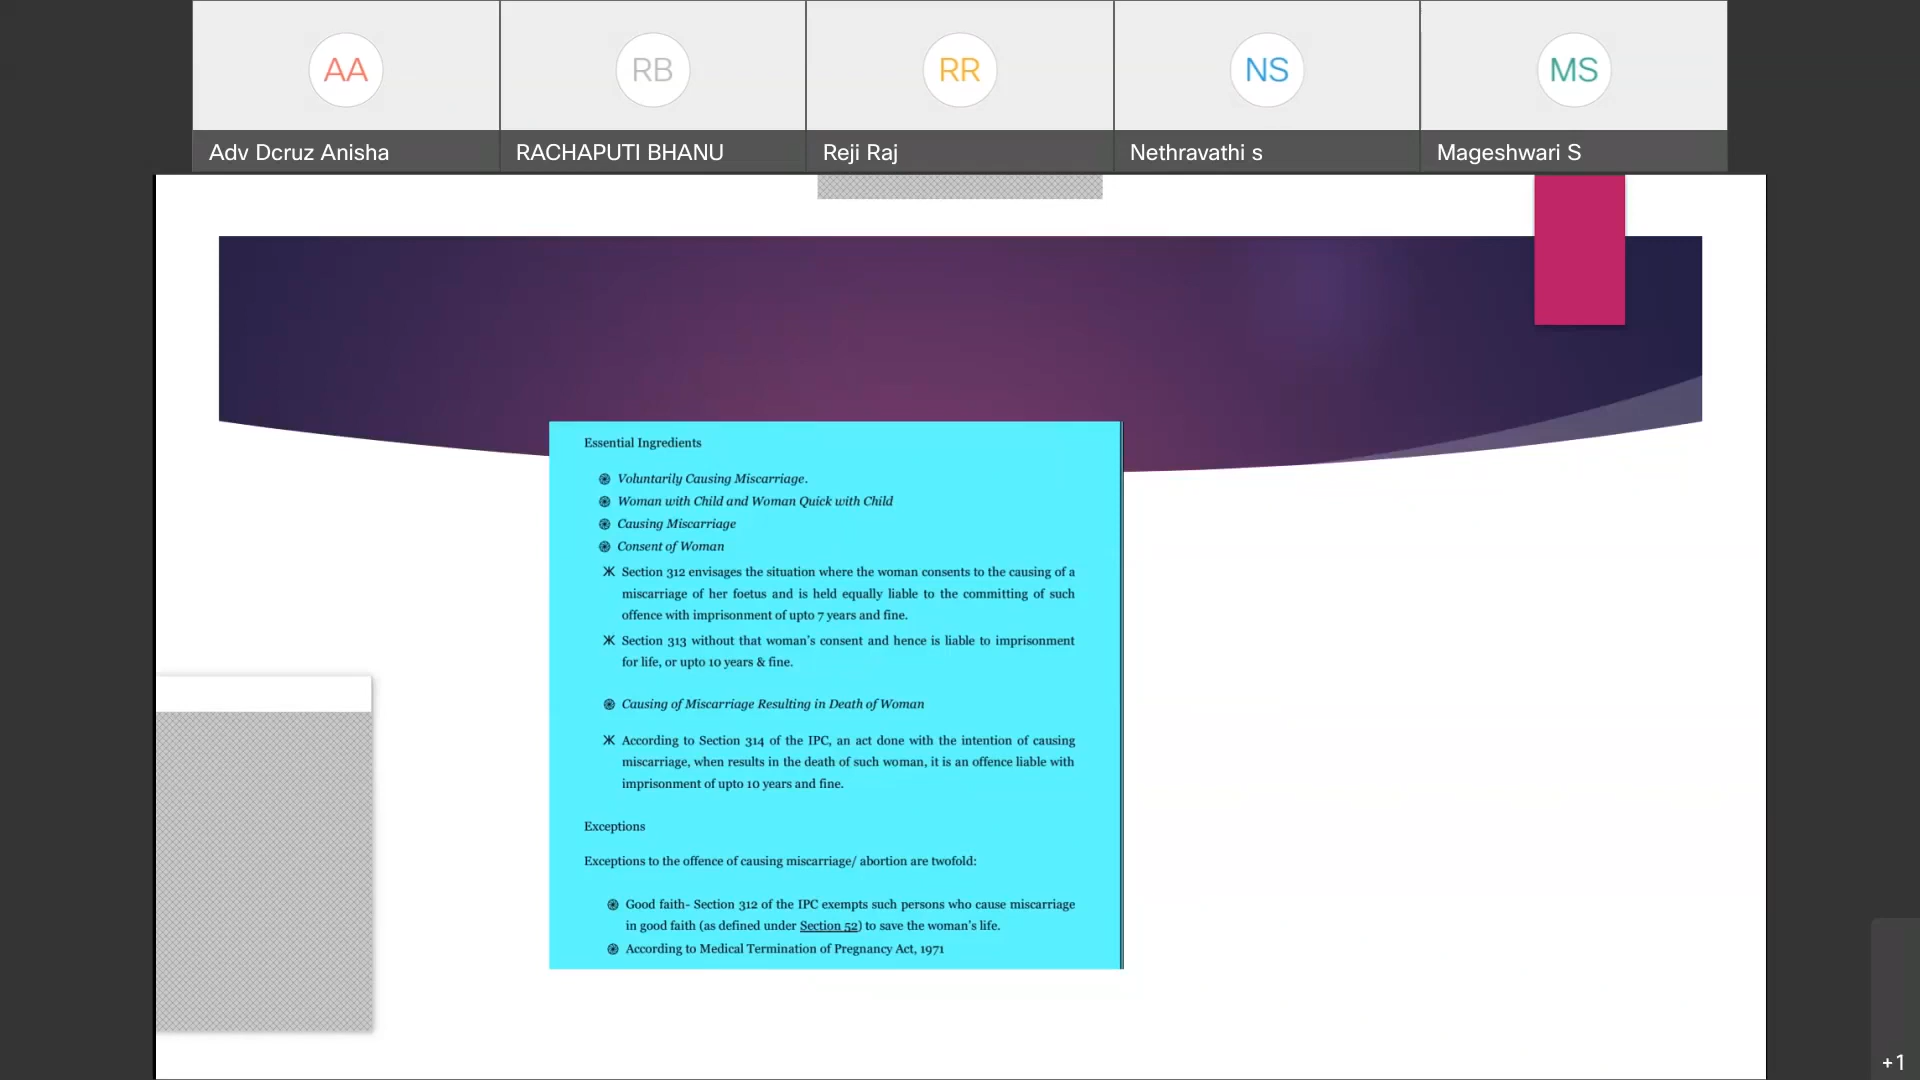 AA
RB
RR
NS
MS
Adv Dcruz Anisha
RACHAPUTI BHANU
Reji Raj
Nethravathi s
Mageshwari S
Essential Ingredients
Voluntarily Causing Miscarriage.
Woman with Child and Woman Quick with Child
Causing Miscarriage
Consent of Woman
Section 312 envisages the situation where the woman consents to the causing of a
miscarriage of her foetus and is held equally liable to the committing of such
offence with imprisonment of upto 7 years and fine.
Section 313 without that woman's consent and hence is liable to imprisonment
for life, or upto 10 years & fine.
Causing of Miscarriage Resulting in Death of Woman
According to Section 314 of the IPC, an act done with the intention of causing
miscarriage, when results in the death of such woman, it is an offence liable with
imprisonment of upto 10 years and fine.
Exceptions
Exceptions to the offence of causing miscarriage/ abortion are twofold:
Good faith- Section 312 of the IPC exempts such persons who cause miscarriage
in good faith (as defined under Section 52) to save the woman's life.
According to Medical Termination of Pregnancy Act, 1971
+1